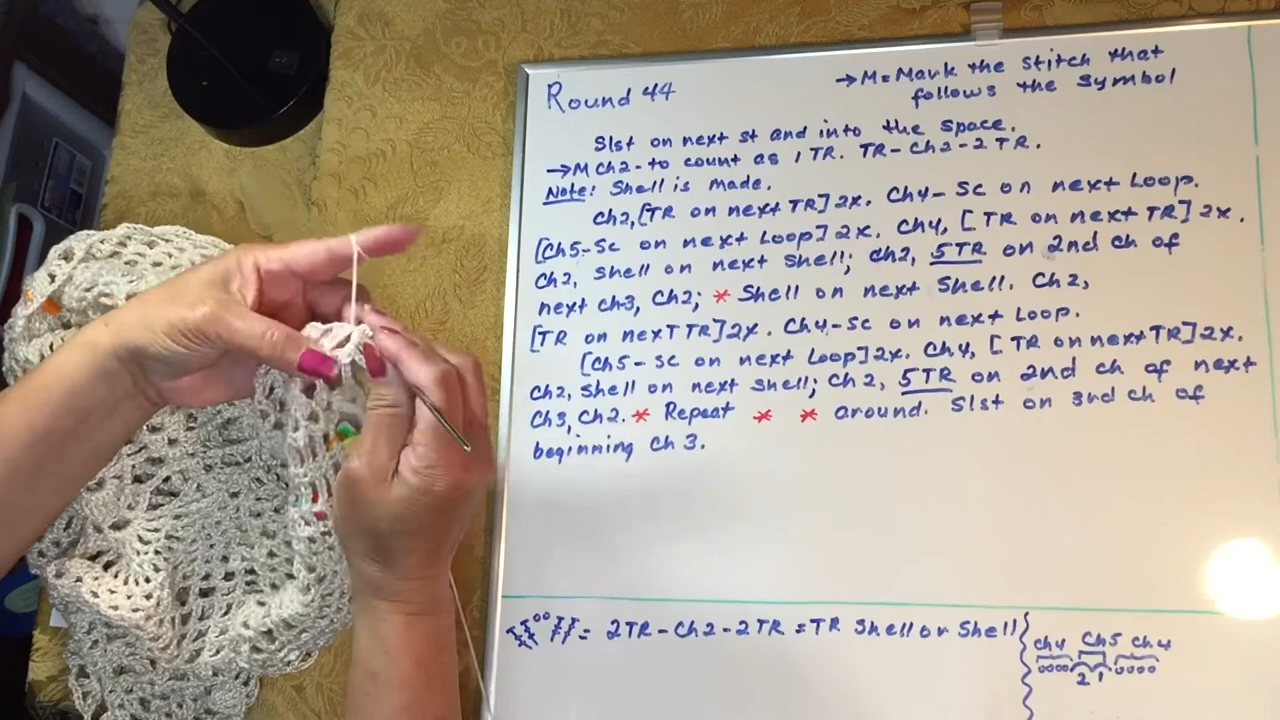 Round 44
→M=Mark the stitch that
follows the symbol
Slst on next st and into the space.
→M Ch2-to count as 1 TR. TR-Ch2-2TR.
Note: Shell is made.
Ch2,[TR on next TR]2x. Ch4-Sc on next Loop.
[Ch5-Sc on next Loop]2x. Ch4, [TR on next TR]2x.
Ch2, Shell on next Shell; Ch2, 5TR on 2nd ch of
next ch3, Ch2; * Shell on next Shell. Ch2,
[TR on next TR]2x. Ch4-Sc on next Loop.
[Ch5-Sc on next Loop]2x. Ch4, [TR on next TR]2x.
Ch2, Shell on next Shell; Ch2, 5TR on 2nd ch of next
Ch3, Ch2. * Repeat * * around. Slst on 3rd ch of
beginning Ch 3.
= 2TR-Ch2-2TR = TR Shell or Shell
Ch4 Ch5 Ch4
2 1